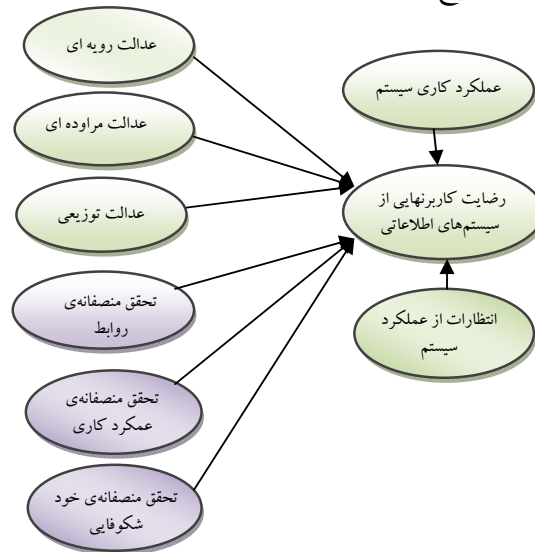 عدالت رویه ای
عدالت مراوده ای
عدالت توزیعی
تحقق منصفانه‌ی
روابط
تحقق منصفانه‌ی
عمکرد کاری
تحقق منصفانه‌ی خود
شکوفایی
عملکرد کاری سیستم
رضایت کاربرنهایی از
سیستم‌های اطلاعاتی
انتظارات از عملکرد
سیستم